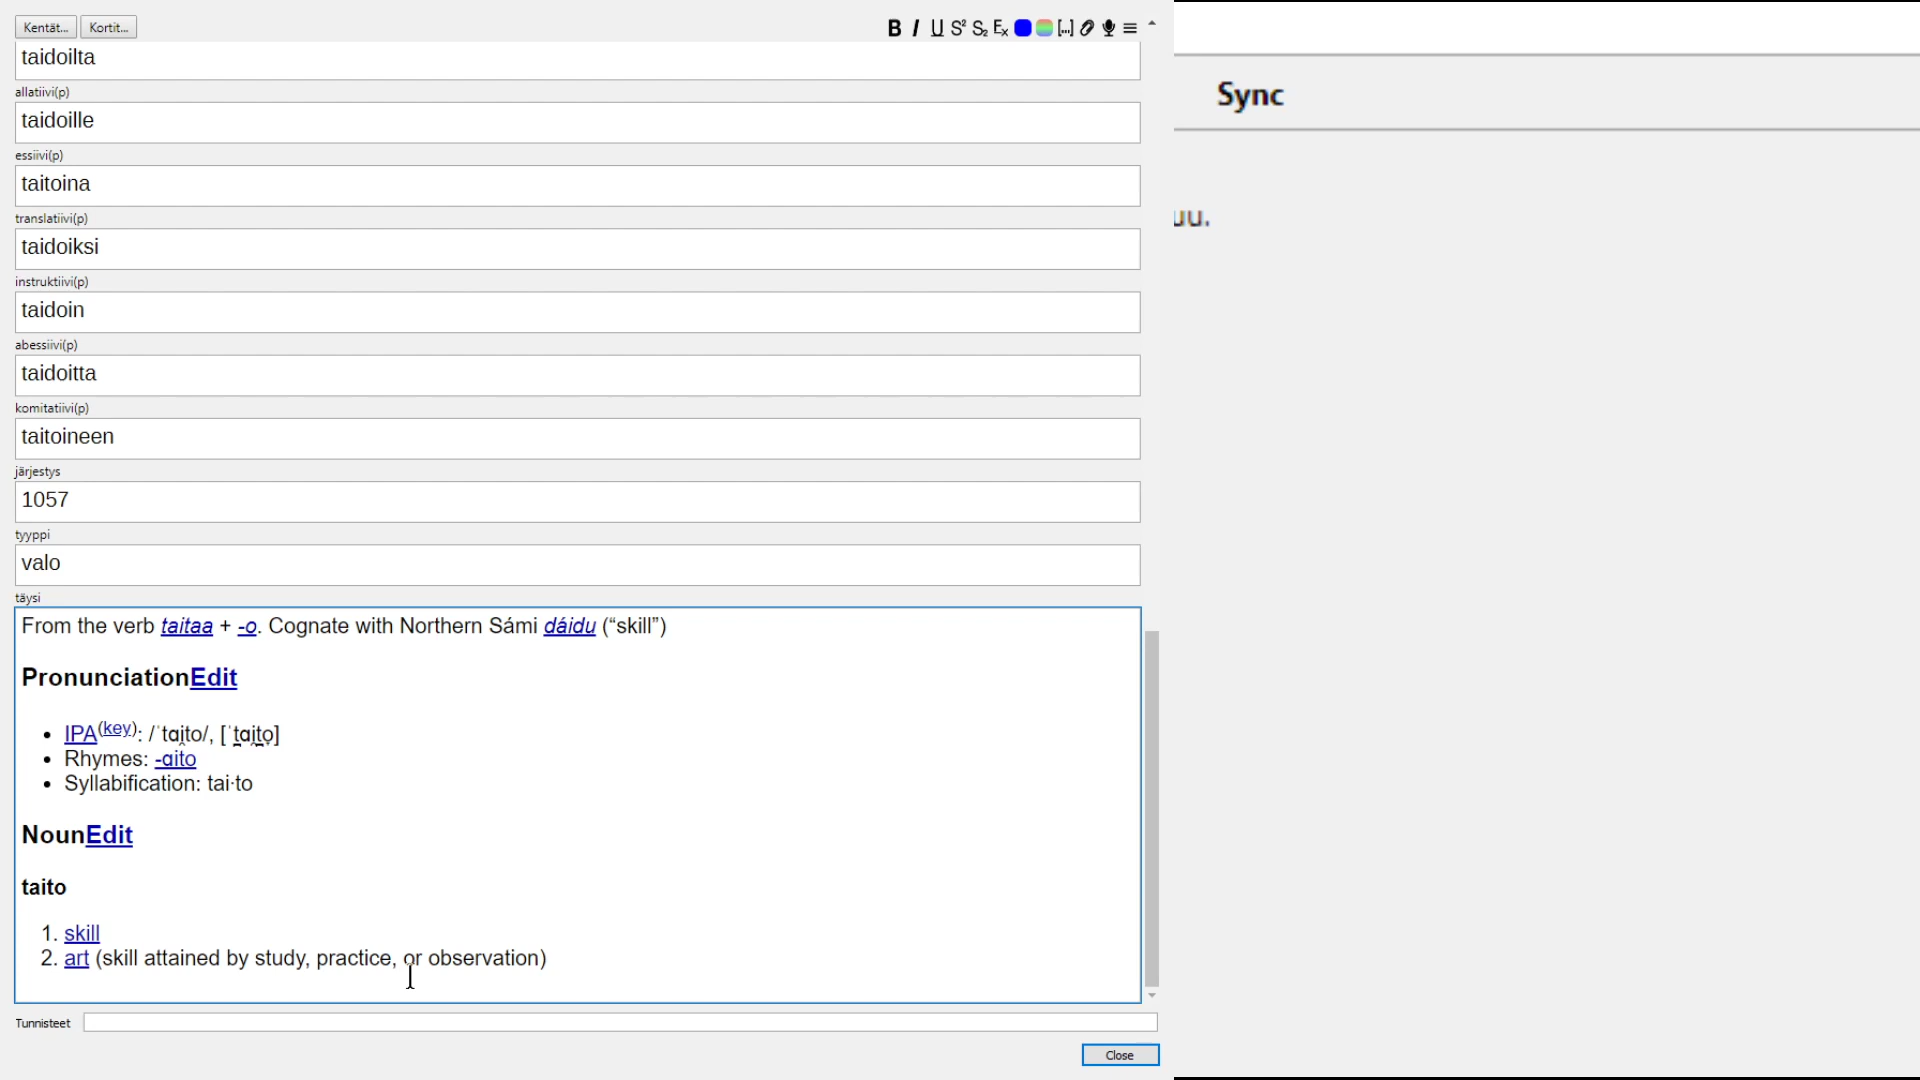 Kentät... Kortit...
taidoilta
allatiivi(p)
taidoille
essiivi(p)
taitoina
translatiivi(p)
taidoiksi
instruktiivi(p)
taidoin
abessiivi(p)
taidoitta
komitatiivi(p)
taitoineen
järjestys
1057
tyyppi
valo
täysi
From the verb taitaa + -o. Cognate with Northern Sámi dáidu (“skill”)
PronunciationEdit
• IPA(key): /ˈtɑi̯to/, [ˈt̪ɑi̯t̪o̞]
• Rhymes: -ɑito
• Syllabification: tai·to
NounEdit
taito
1. skill
2. art (skill attained by study, practice, or observation)
Tunnisteet
Close
Sync
uu.